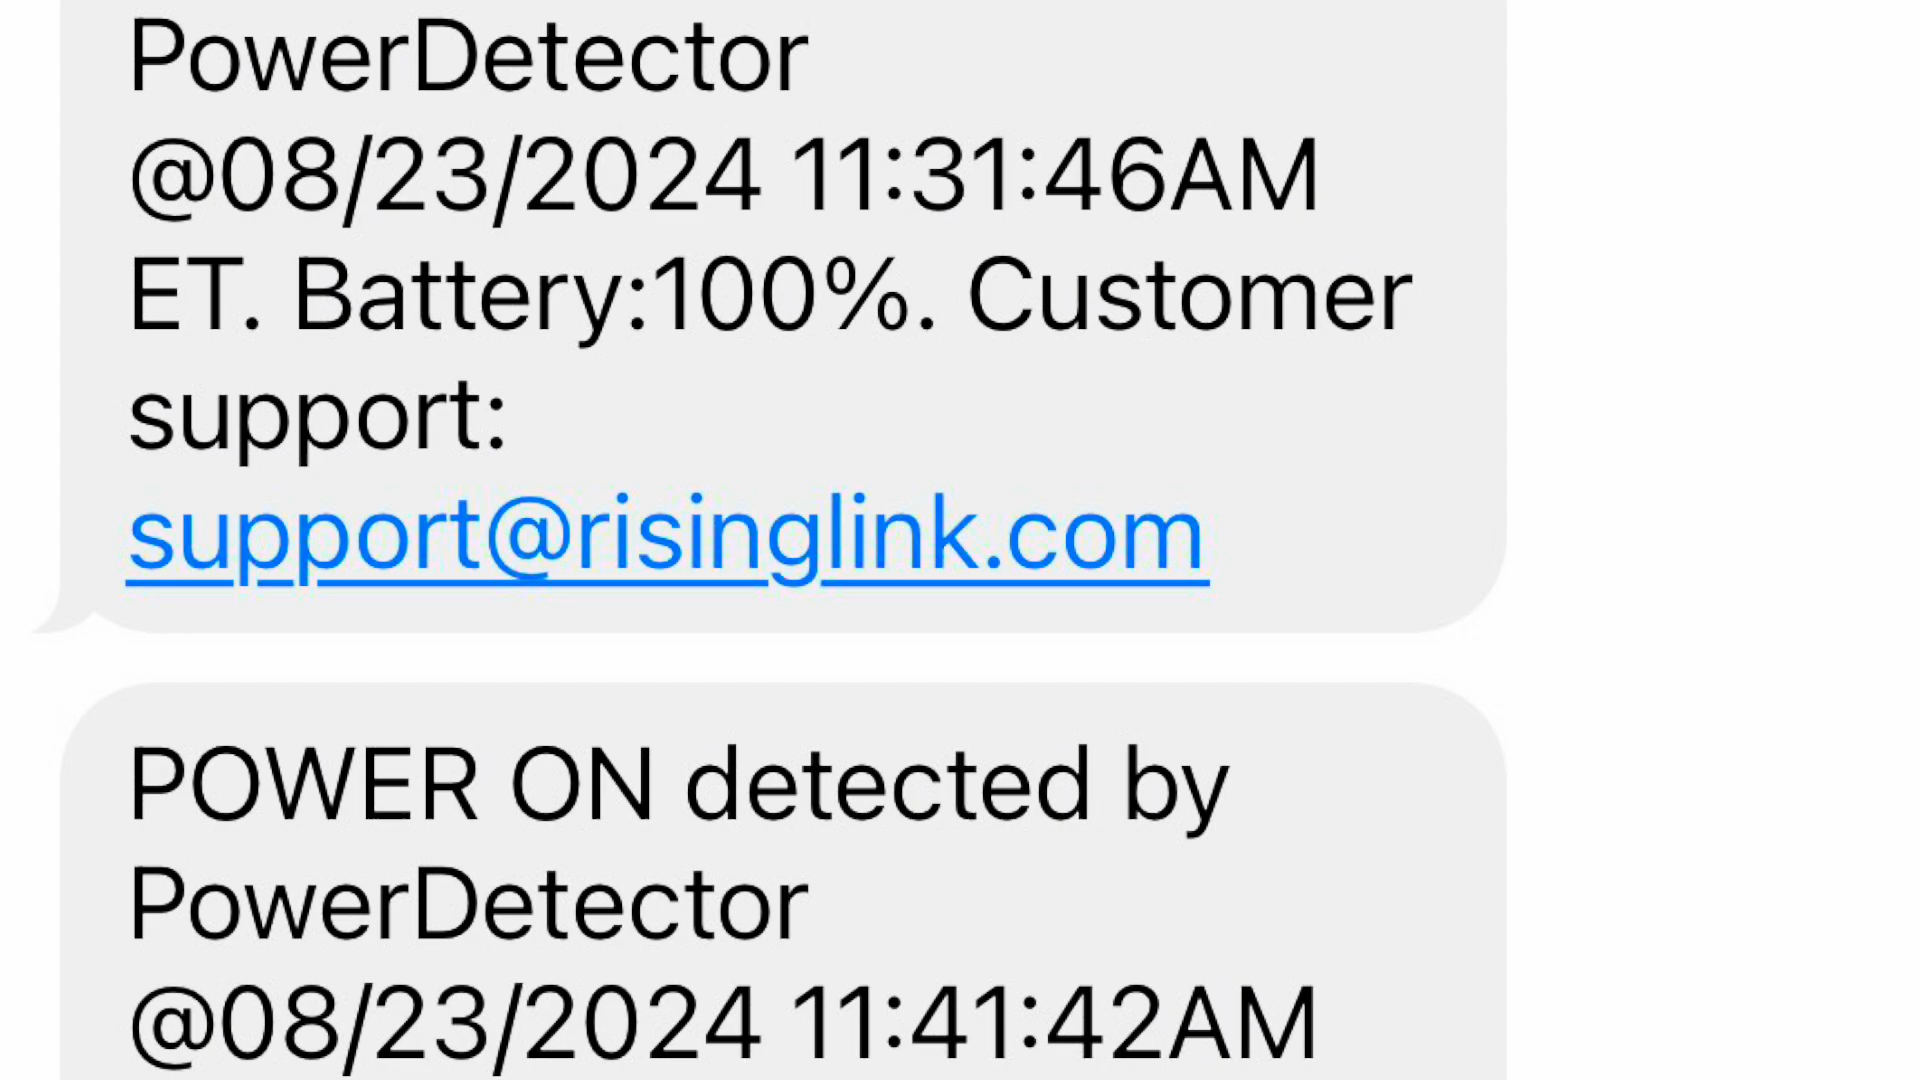 PowerDetector
@08/23/2024 11:31:46AM
ET. Battery:100%. Customer
support:
support@risinglink.com
POWER ON detected by
PowerDetector
@08/23/2024 11:41:42AM